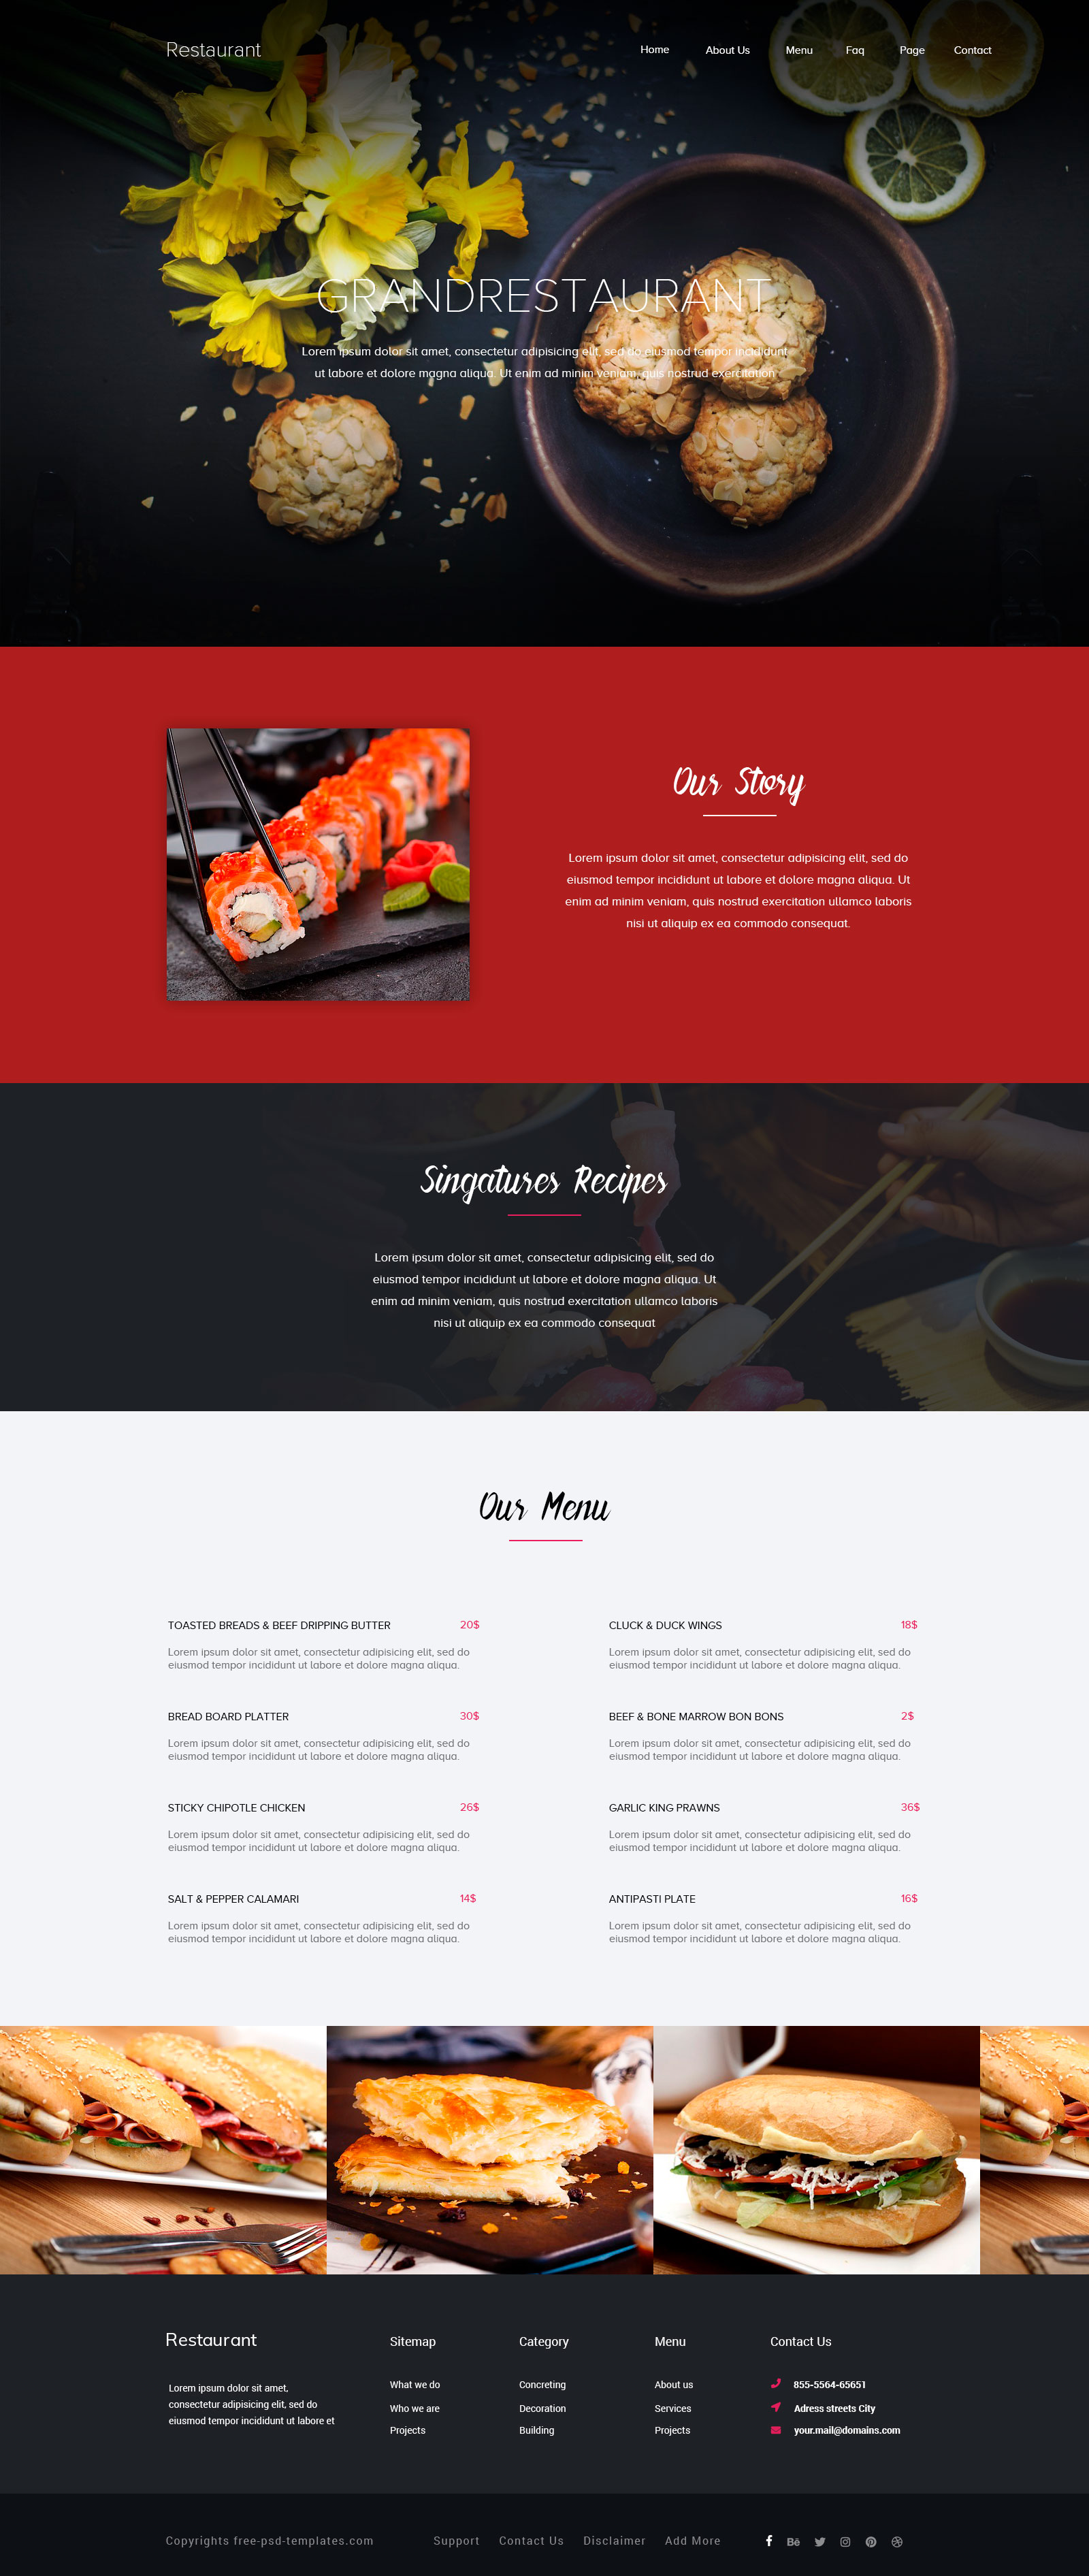 Restaurant
Home About Us Menu Faq Page Contact
GRANDRESTAURANT
Lorem ipsum dolor sit amet, consectetur adipisicing elit, sed do eiusmod tempor incididunt
ut labore et dolore magna aliqua. Ut enim ad minim veniam, quis nostrud exercitation
Our Story
Lorem ipsum dolor sit amet, consectetur adipisicing elit, sed do
eiusmod tempor incididunt ut labore et dolore magna aliqua. Ut
enim ad minim veniam, quis nostrud exercitation ullamco laboris
nisi ut aliquip ex ea commodo consequat.
Singatures Recipes
Lorem ipsum dolor sit amet, consectetur adipisicing elit, sed do
eiusmod tempor incididunt ut labore et dolore magna aliqua. Ut
enim ad minim veniam, quis nostrud exercitation ullamco laboris
nisi ut aliquip ex ea commodo consequat
Our Menu
TOASTED BREADS & BEEF DRIPPING BUTTER 20$
Lorem ipsum dolor sit amet, consectetur adipisicing elit, sed do
eiusmod tempor incididunt ut labore et dolore magna aliqua.
CLUCK & DUCK WINGS 18$
Lorem ipsum dolor sit amet, consectetur adipisicing elit, sed do
eiusmod tempor incididunt ut labore et dolore magna aliqua.
BREAD BOARD PLATTER 30$
Lorem ipsum dolor sit amet, consectetur adipisicing elit, sed do
eiusmod tempor incididunt ut labore et dolore magna aliqua.
BEEF & BONE MARROW BON BONS 2$
Lorem ipsum dolor sit amet, consectetur adipisicing elit, sed do
eiusmod tempor incididunt ut labore et dolore magna aliqua.
STICKY CHIPOTLE CHICKEN 26$
Lorem ipsum dolor sit amet, consectetur adipisicing elit, sed do
eiusmod tempor incididunt ut labore et dolore magna aliqua.
GARLIC KING PRAWNS 36$
Lorem ipsum dolor sit amet, consectetur adipisicing elit, sed do
eiusmod tempor incididunt ut labore et dolore magna aliqua.
SALT & PEPPER CALAMARI 14$
Lorem ipsum dolor sit amet, consectetur adipisicing elit, sed do
eiusmod tempor incididunt ut labore et dolore magna aliqua.
ANTIPASTI PLATE 16$
Lorem ipsum dolor sit amet, consectetur adipisicing elit, sed do
eiusmod tempor incididunt ut labore et dolore magna aliqua.
Restaurant
Lorem ipsum dolor sit amet,
consectetur adipisicing elit, sed do
eiusmod tempor incididunt ut labore et
Sitemap
What we do
Who we are
Projects
Category
Concreting
Decoration
Building
Menu
About us
Services
Projects
Contact Us
855-5564-65651
Adress streets City
your.mail@domains.com
Copyrights free-psd-templates.com
Support Contact Us Disclaimer Add More